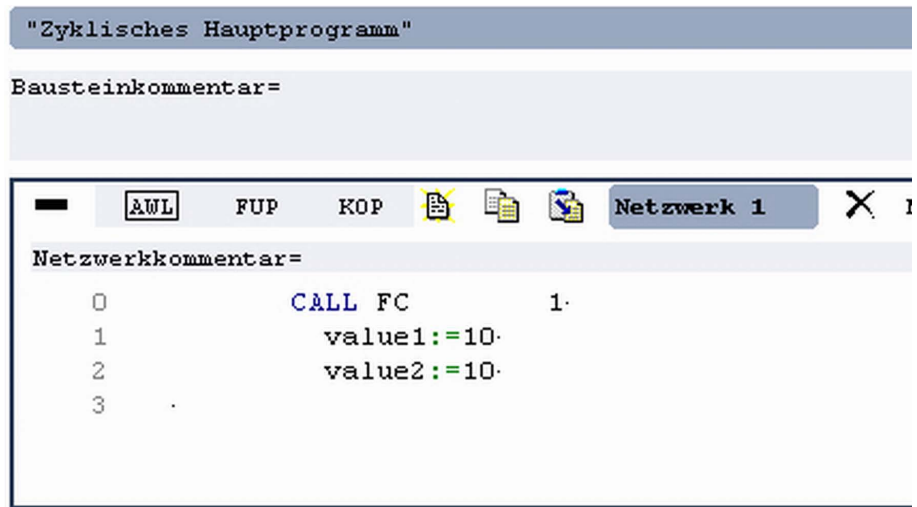 "Zyklisches Hauptprogramm"
Bausteinkommentar=
AWL FUP KOP Netzwerk 1
Netzwerkkommentar=
0 CALL FC 1
1 value1:=10
2 value2:=10
3